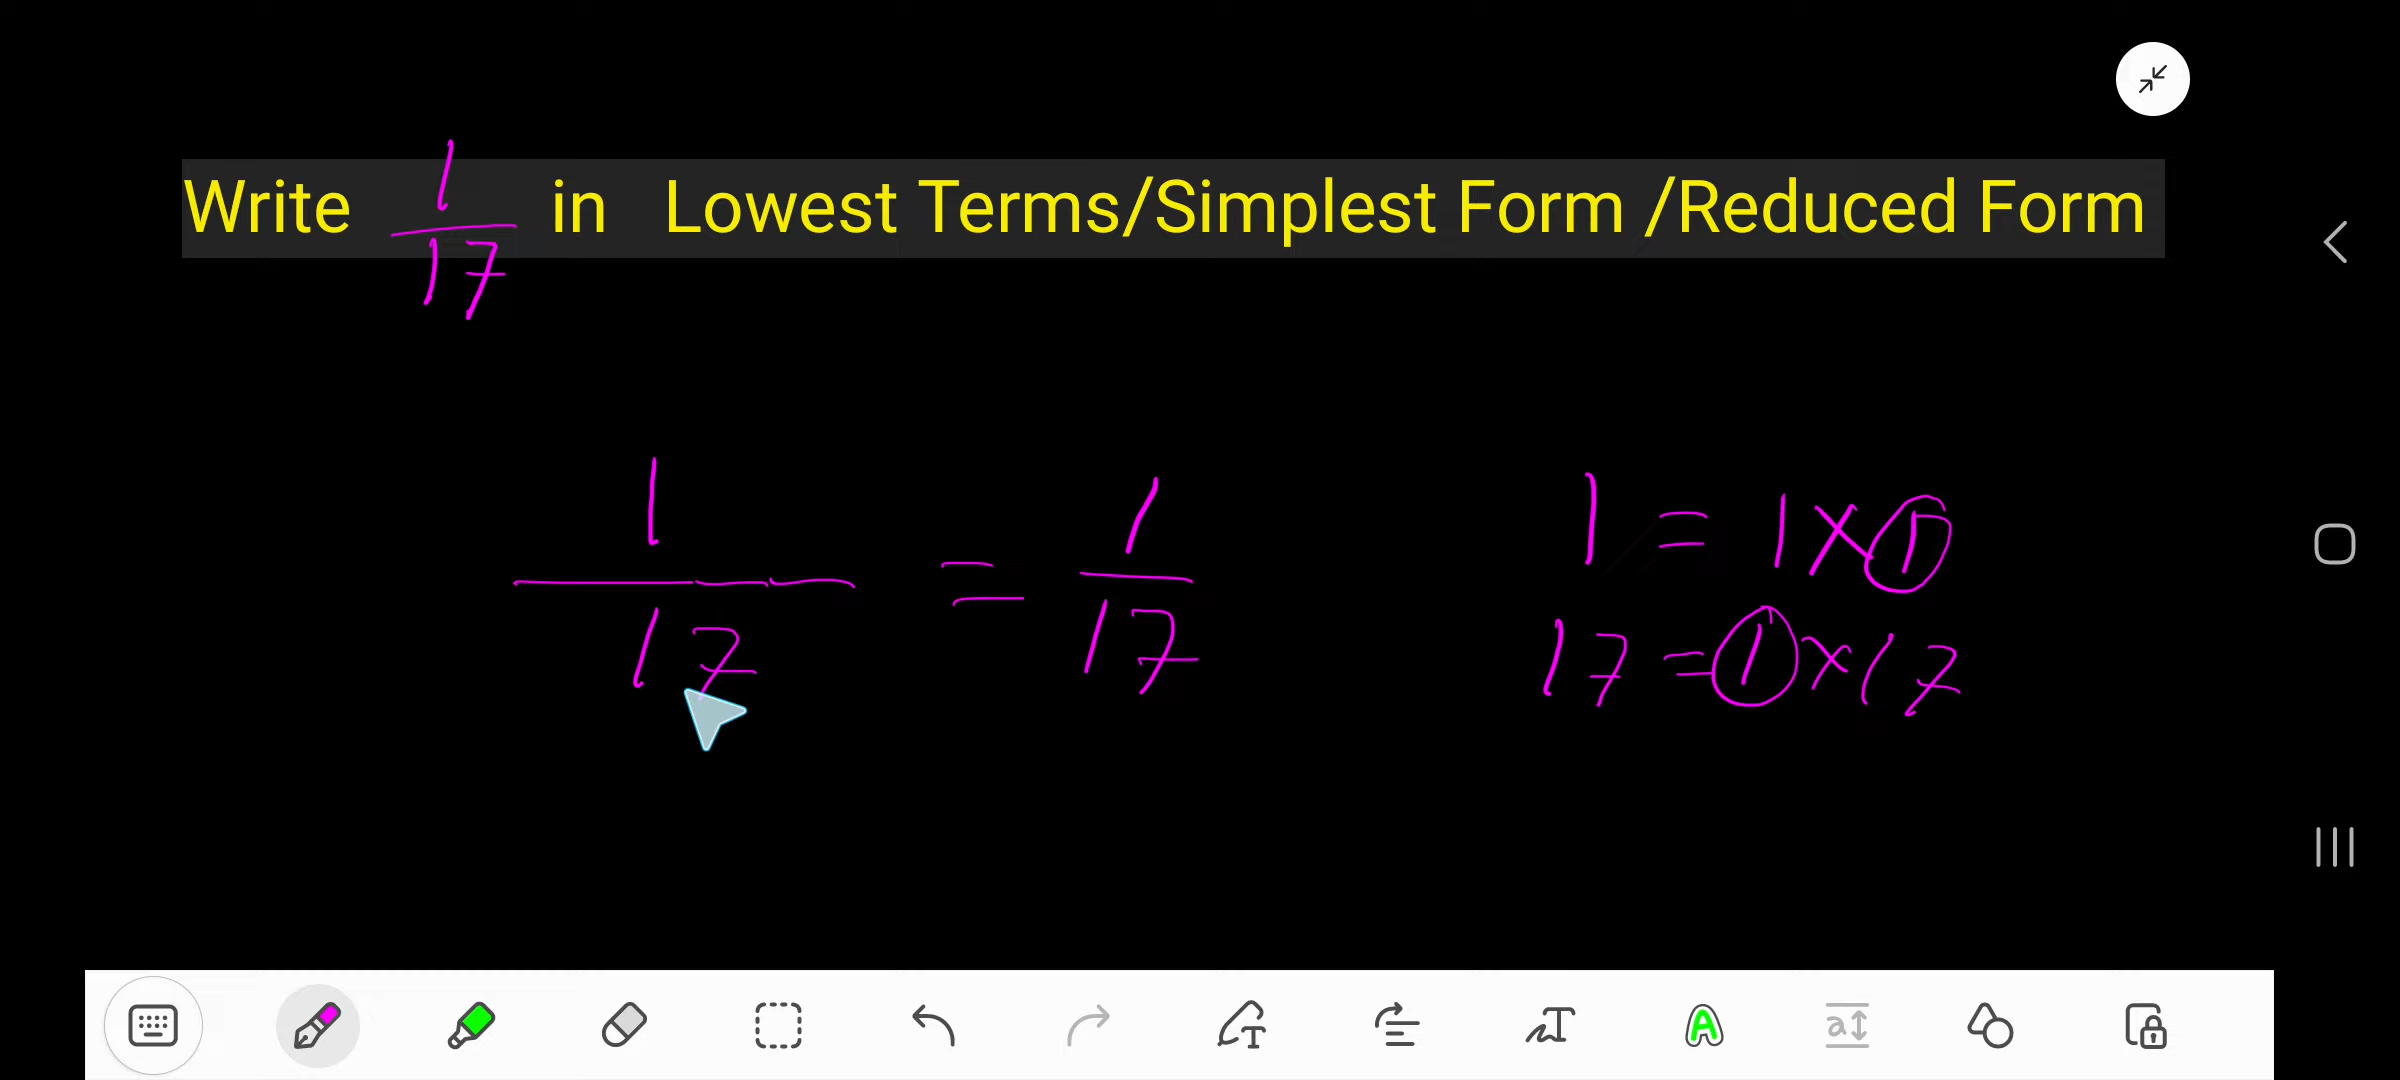 Write 1/17 in Lowest Terms/Simplest Form /Reduced Form
1/17 = 1/17
1 = 1 × 1
17 = 1 × 17